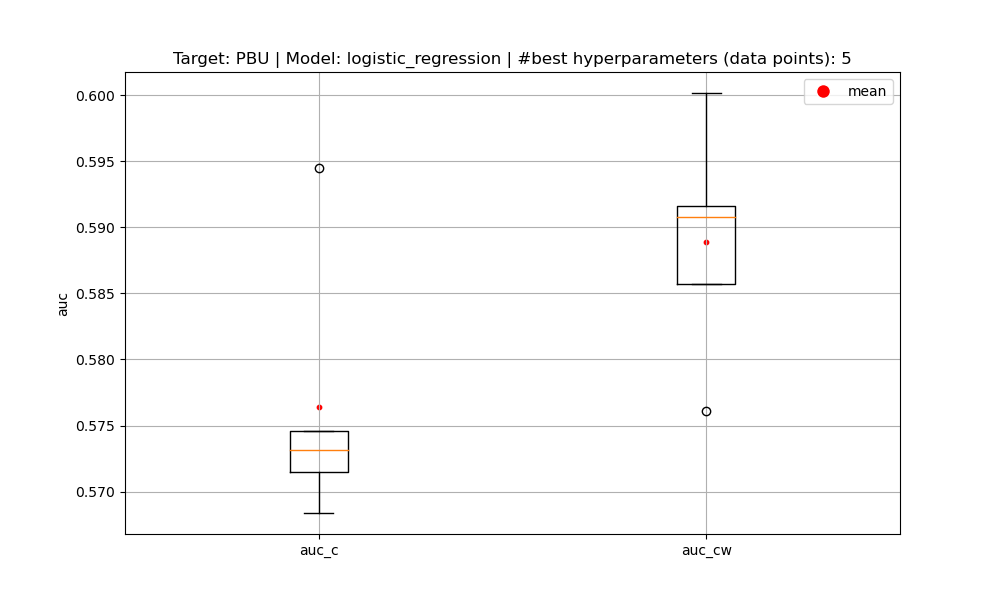 Target: PBU | Model: logistic_regression | #best hyperparameters (data points): 5
mean
0.600
0.595
0.590
0.585
0.580
0.575
0.570
auc
auc_c
auc_cw